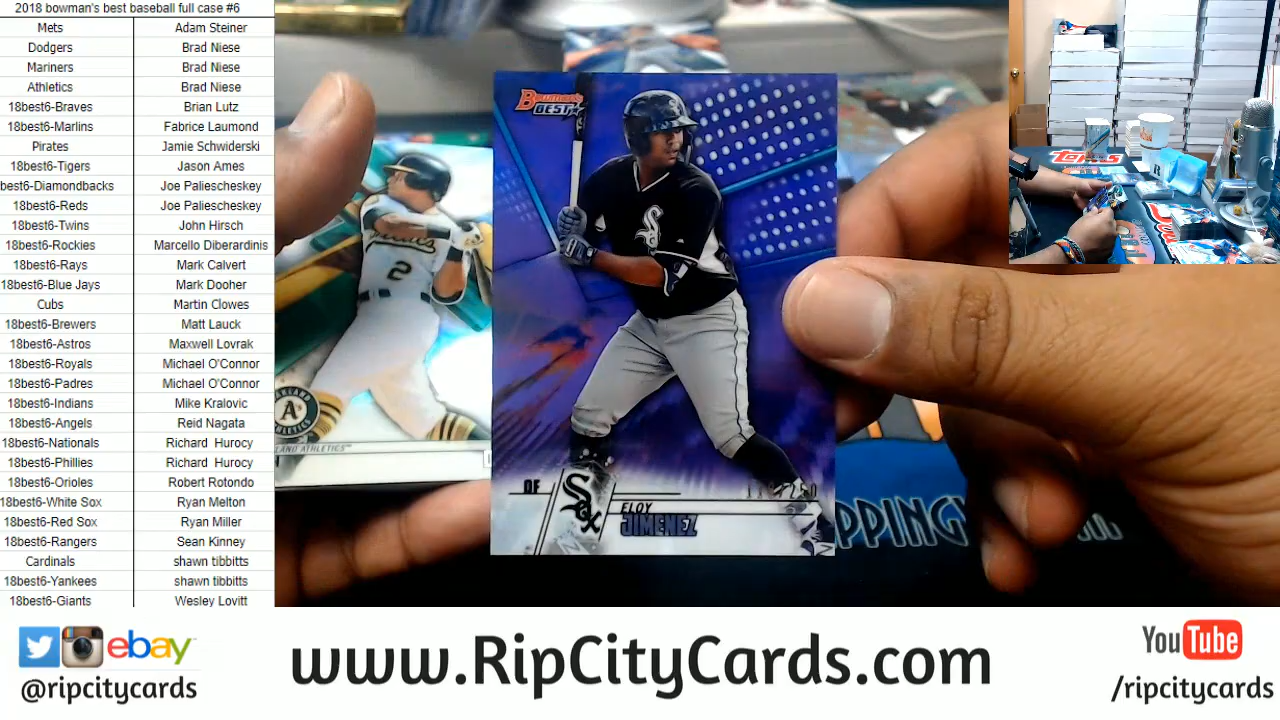 2018 bowman's best baseball full case #6
Mets Adam Steiner
Dodgers Brad Niese
Mariners Brad Niese
Athletics Brad Niese
18best6-Braves Brian Lutz
18best6-Marlins Fabrice Laumond
Pirates Jamie Schwiderski
18best6-Tigers Jason Ames
best6-Diamondbacks Joe Paliescheskey
18best6-Reds Joe Paliescheskey
18best6-Twins John Hirsch
18best6-Rockies Marcello Diberardinis
18best6-Rays Mark Calvert
18best6-Blue Jays Mark Dooher
Cubs Martin Clowes
18best6-Brewers Matt Lauck
18best6-Astros Maxwell Lovrak
18best6-Royals Michael O'Connor
18best6-Padres Michael O'Connor
18best6-Indians Mike Kralovic
18best6-Angels Reid Nagata
18best6-Nationals Richard Hurocy
18best6-Phillies Richard Hurocy
18best6-Orioles Robert Rotondo
18best6-White Sox Ryan Melton
18best6-Red Sox Ryan Miller
18best6-Rangers Sean Kinney
Cardinals shawn tibbitts
18best6-Yankees shawn tibbitts
18best6-Giants Wesley Lovitt
BOWMAN'S
BEST
Sox
OF
Sox
ELOY
JIMENEZ
2
A's
ATHLETICS
Topps
PPING
ebay
@ripcitycards
www.RipCityCards.com
YouTube
/ripcitycards